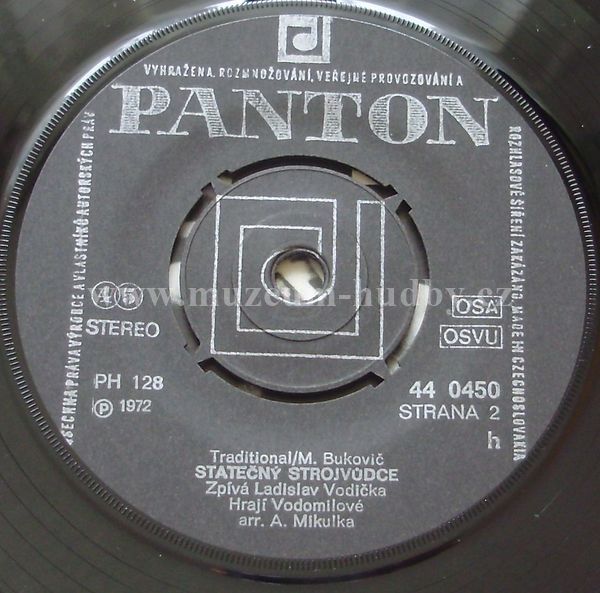 VYHRAŽENA. ROZMNOŽOVÁNÍ, VEŘEJNÉ PROVOZOVÁNÍ A
PANTON
VŠECHNA PRÁVA VÝROBCE A VLASTNÍKŮ AUTORSKÝCH PRÁV
ROZHLASOVÉ ŠÍŘENÍ ZAKÁZÁNO. MADE IN CZECHOSLOVAKIA
www.muzeum-hudby.cz
45
STEREO
OSA
OSVU
PH 128
Ⓟ 1972
44 0450
STRANA 2
h
Traditional/M. Bukovič
STATEČNÝ STROJVŮDCE
Zpívá Ladislav Vodička
Hrají Vodomilové
arr. A. Mikulka